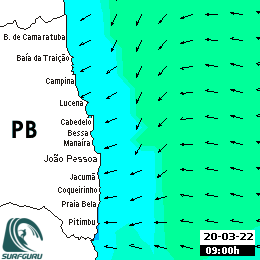 B. de Camaratuba
Baía da Traição
Campina
Lucena
Cabedelo
Bessa
PB
Manaíra
João Pessoa
Jacumã
Coqueirinho
Praia Bela
Pitimbu
20-03-22
09:00h
SURFGURU